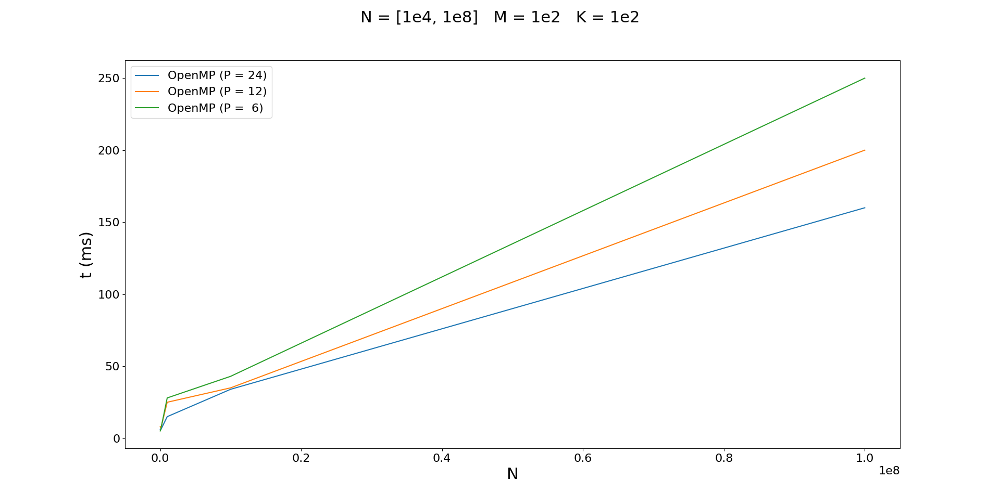 N = [1e4, 1e8]   M = 1e2   K = 1e2
OpenMP (P = 24)
OpenMP (P = 12)
OpenMP (P =  6)
250
200
150
100
50
0
t (ms)
0.0 0.2 0.4 0.6 0.8 1.0
1e8
N